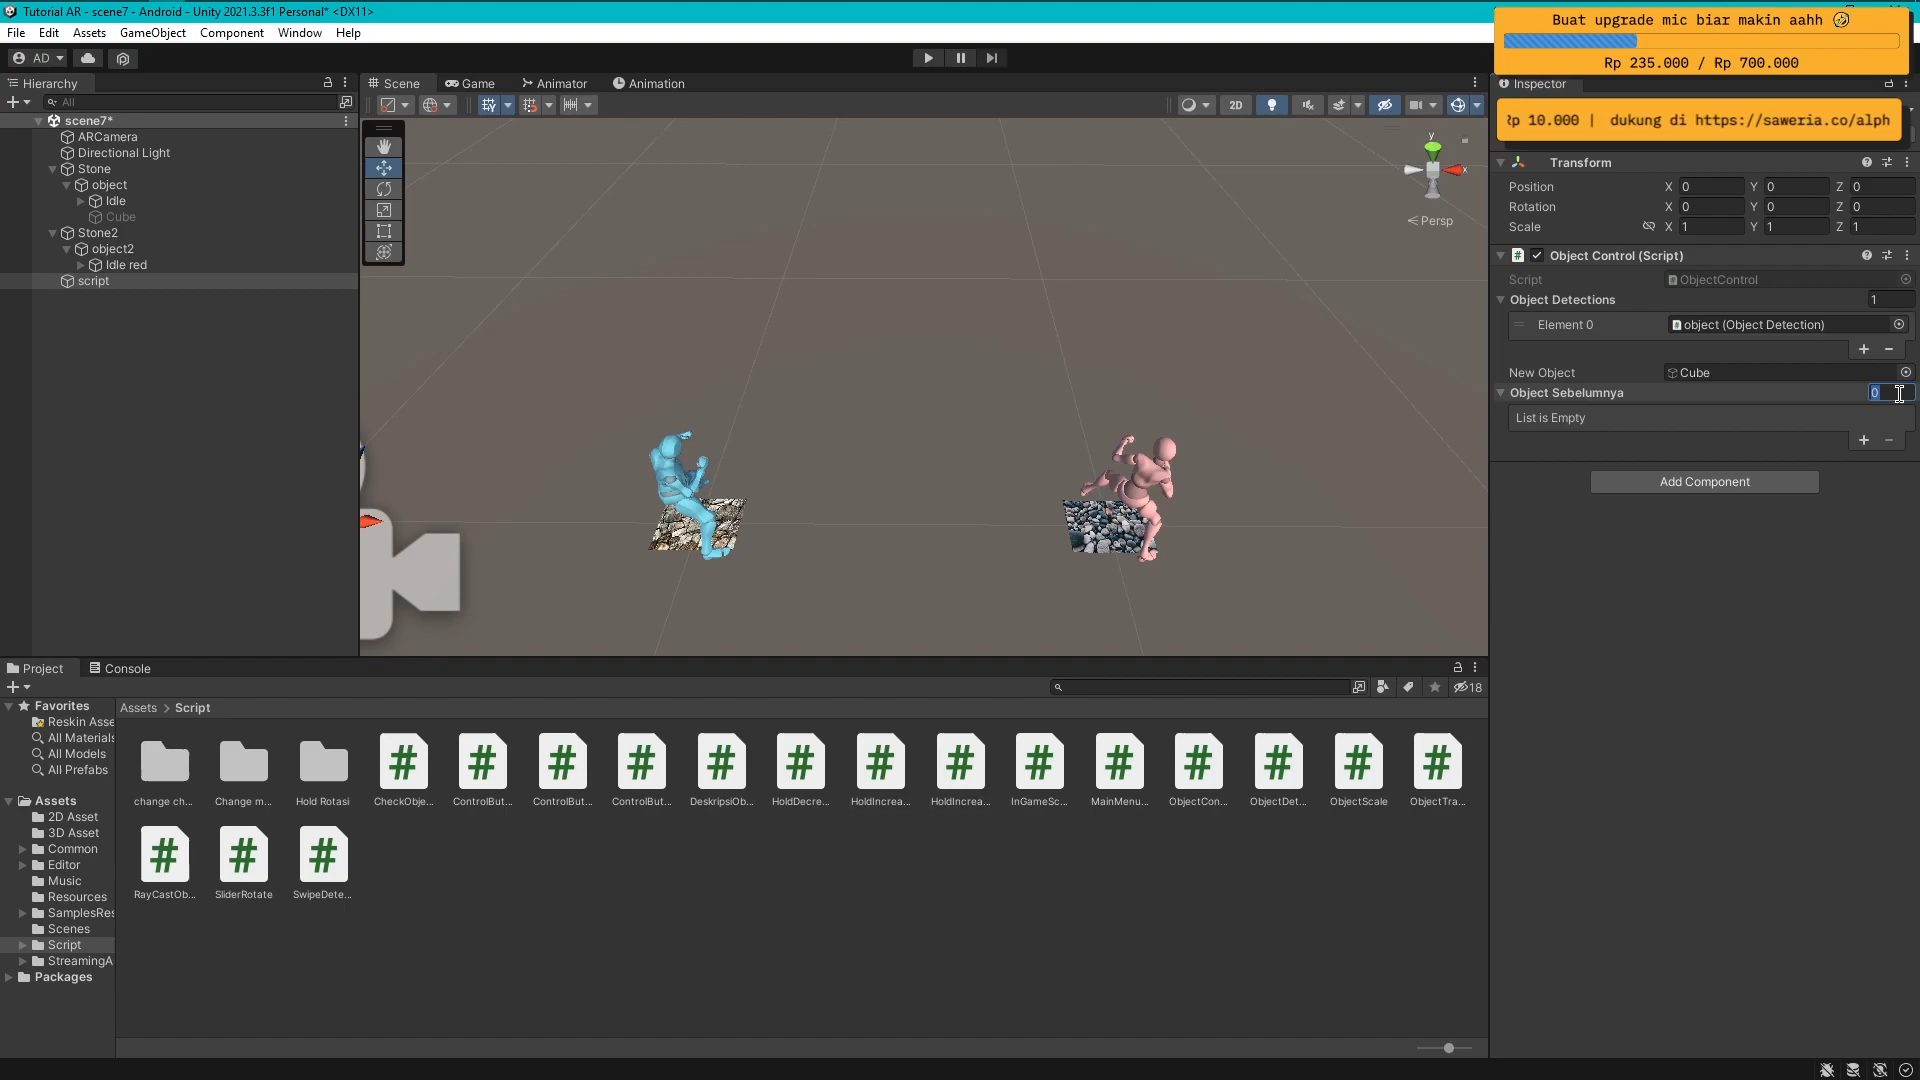 Tutorial AR - scene7 - Android - Unity 2021.3.3f1 Personal* <DX11>
File Edit Assets GameObject Component Window Help
AD
Buat upgrade mic biar makin aahh
Rp 235.000 / Rp 700.000
Rp 10.000 | dukung di https://saweria.co/alph
Hierarchy
All
scene7*
ARCamera
Directional Light
Stone
object
Idle
Cube
Stone2
object2
Idle red
script
Scene Game Animator Animation
2D
y
x
Persp
Inspector
Transform
Position X 0 Y 0 Z 0
Rotation X 0 Y 0 Z 0
Scale X 1 Y 1 Z 1
# Object Control (Script)
Script ObjectControl
Object Detections 1
Element 0 object (Object Detection)
+ −
New Object Cube
Object Sebelumnya 0
List is Empty
+ −
Add Component
Project Console
18
Favorites
Reskin Asse
All Materials
All Models
All Prefabs
Assets
2D Asset
3D Asset
Common
Editor
Music
Resources
SamplesRes
Scenes
Script
StreamingA
Packages
Assets > Script
change ch... Change m... Hold Rotasi CheckObje... ControlBut... ControlBut... ControlBut... DeskripsiOb... HoldDecre... HoldIncrea... HoldIncrea... InGameSc... MainMenu... ObjectCon... ObjectDet... ObjectScale ObjectTra...
RayCastOb... SliderRotate SwipeDete...